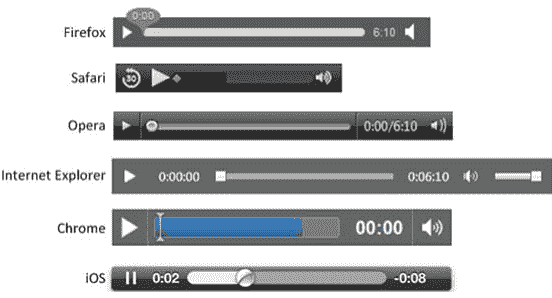 0:00
Firefox 6:10
Safari 30
Opera 0:00/6:10
Internet Explorer 0:00:00 0:06:10
Chrome 00:00
iOS 0:02 -0:08